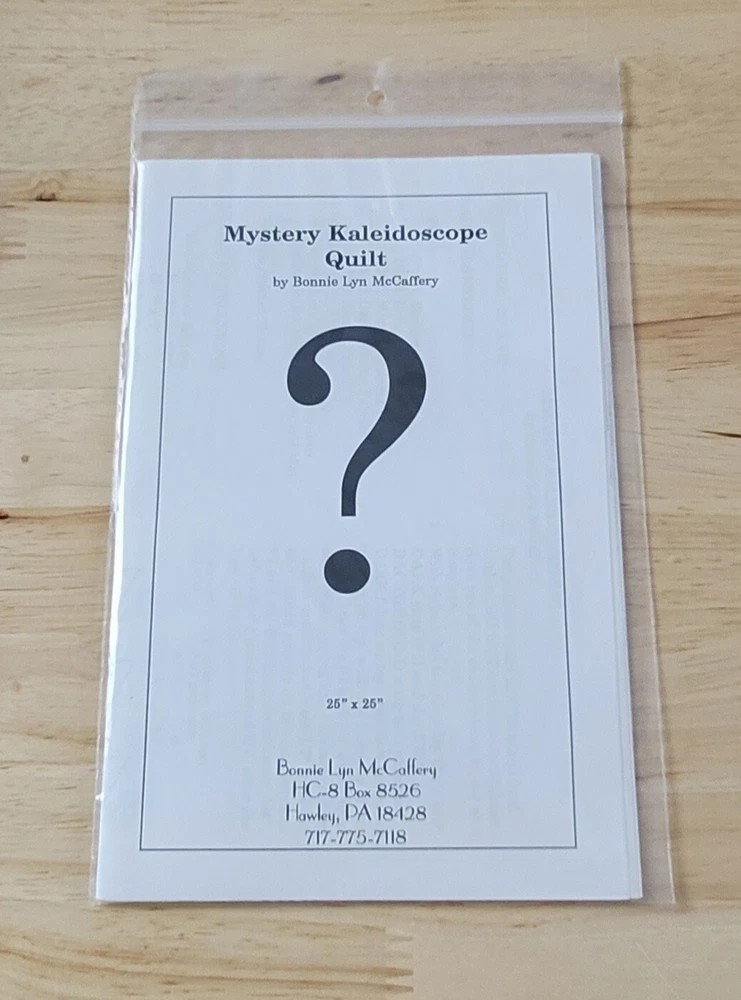 Mystery Kaleidoscope
Quilt
by Bonnie Lyn McCaffery
?
25" x 25"
Bonnie Lyn McCaffery
HC-8 Box 8526
Hawley, PA 18428
717-775-7118